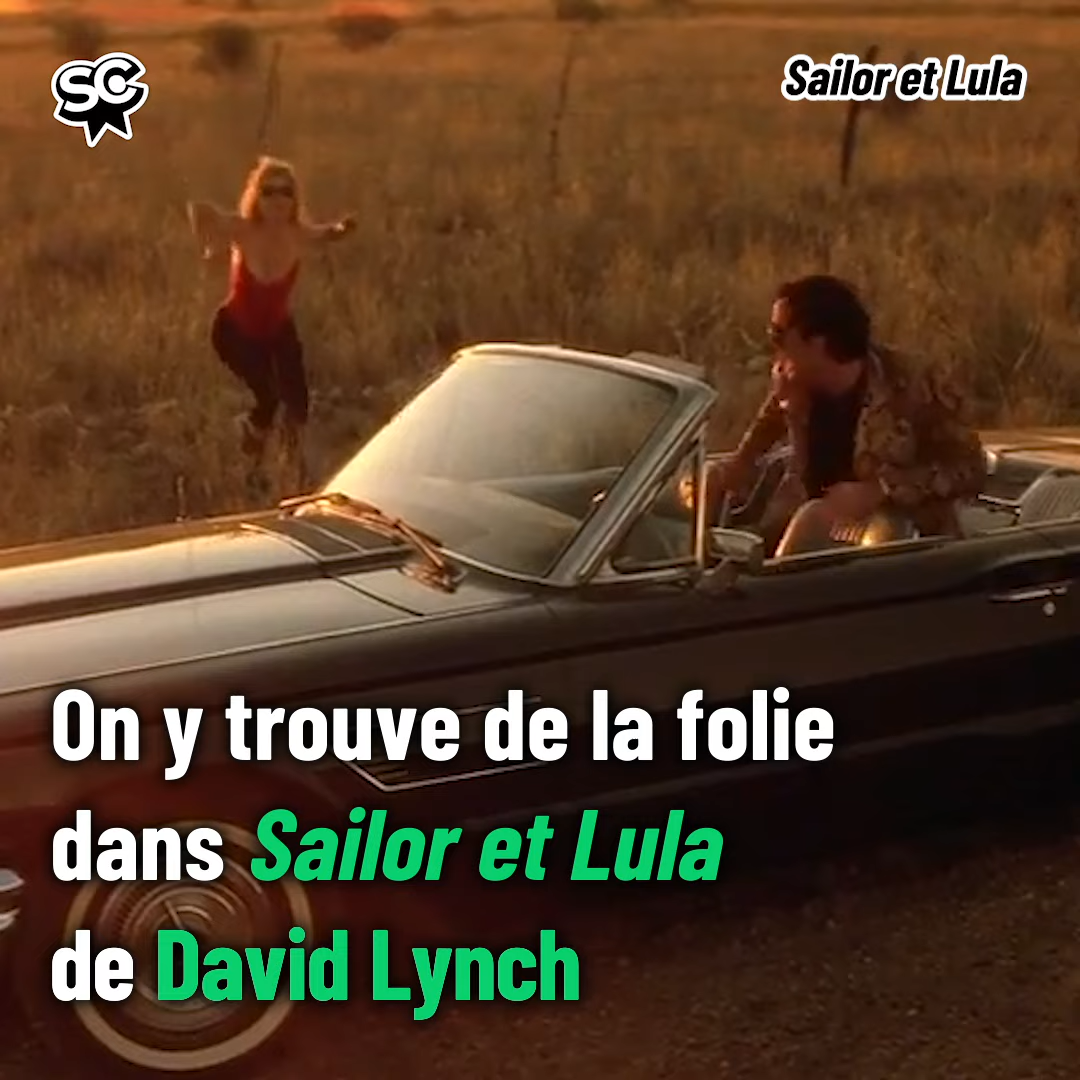 SC
Sailor et Lula
On y trouve de la folie
dans Sailor et Lula
de David Lynch